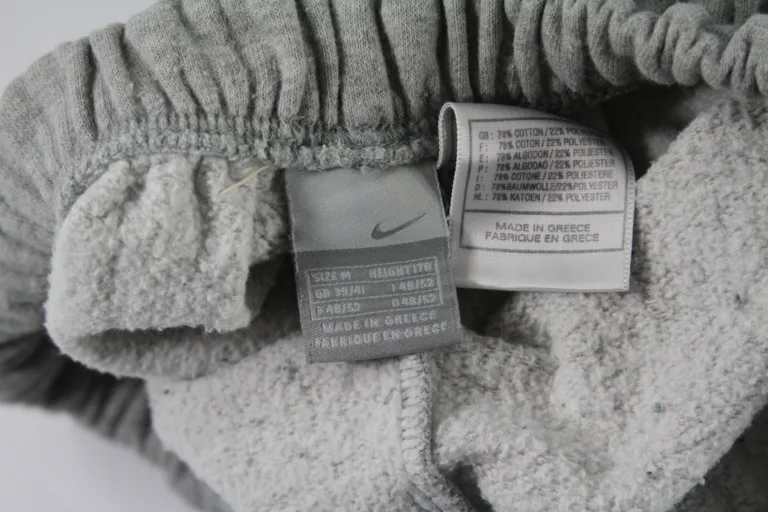 SIZE M HEIGHT 178
GB 39/41 I 48/52
F 48/52 D 48/52
MADE IN GREECE
FABRIQUE EN GRECE
GB: 78% COTTON / 22% POLYESTER
F: 78% COTON / 22% POLYESTER
E: 78% ALGODON / 22% POLIESTER
P: 78% ALGODAO / 22% POLIESTER
I: 78% COTONE / 22% POLIESTERE
D: 78%BAUMWOLLE/22%POLYESTER
NL: 78% KATOEN / 22% POLYESTER
MADE IN GREECE
FABRIQUE EN GRECE